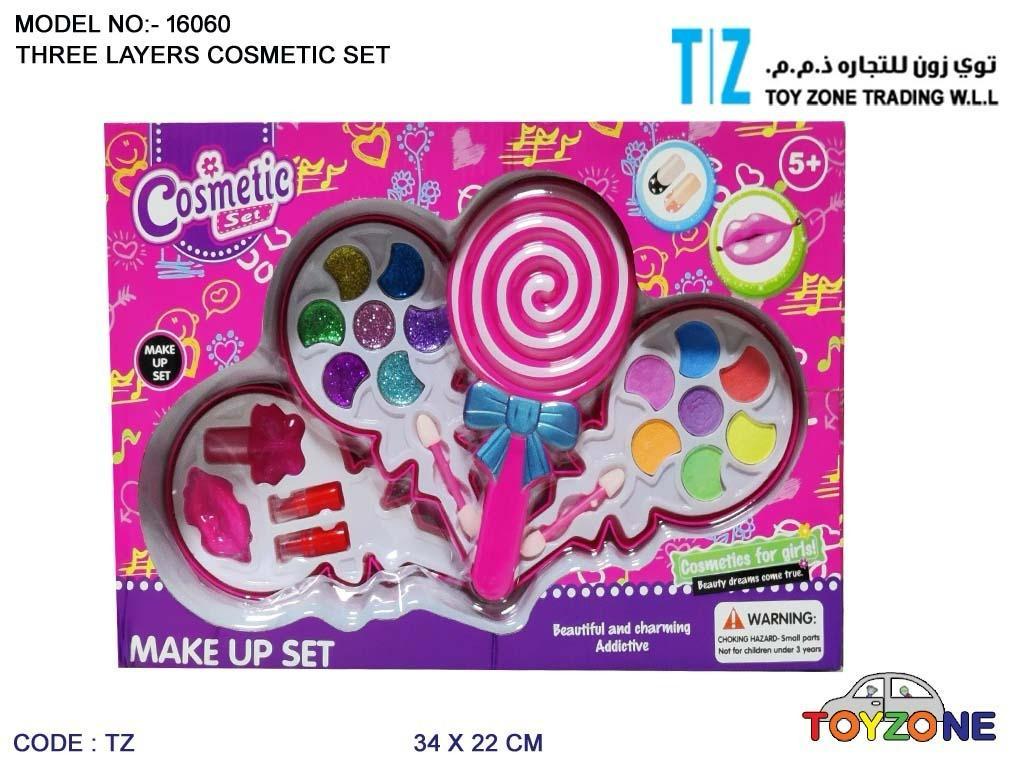 MODEL NO:- 16060
THREE LAYERS COSMETIC SET
TZ
توي زون للتجاره ذ.م.م.
TOY ZONE TRADING W.L.L
Cosmetic
Set
5+
MAKE
UP
SET
Cosmetics for girls!
Beauty dreams come true.
Beautiful and charming
Addictive
WARNING:
CHOKING HAZARD- Small parts
Not for children under 3 years
MAKE UP SET
TOYZONE
CODE : TZ
34 X 22 CM